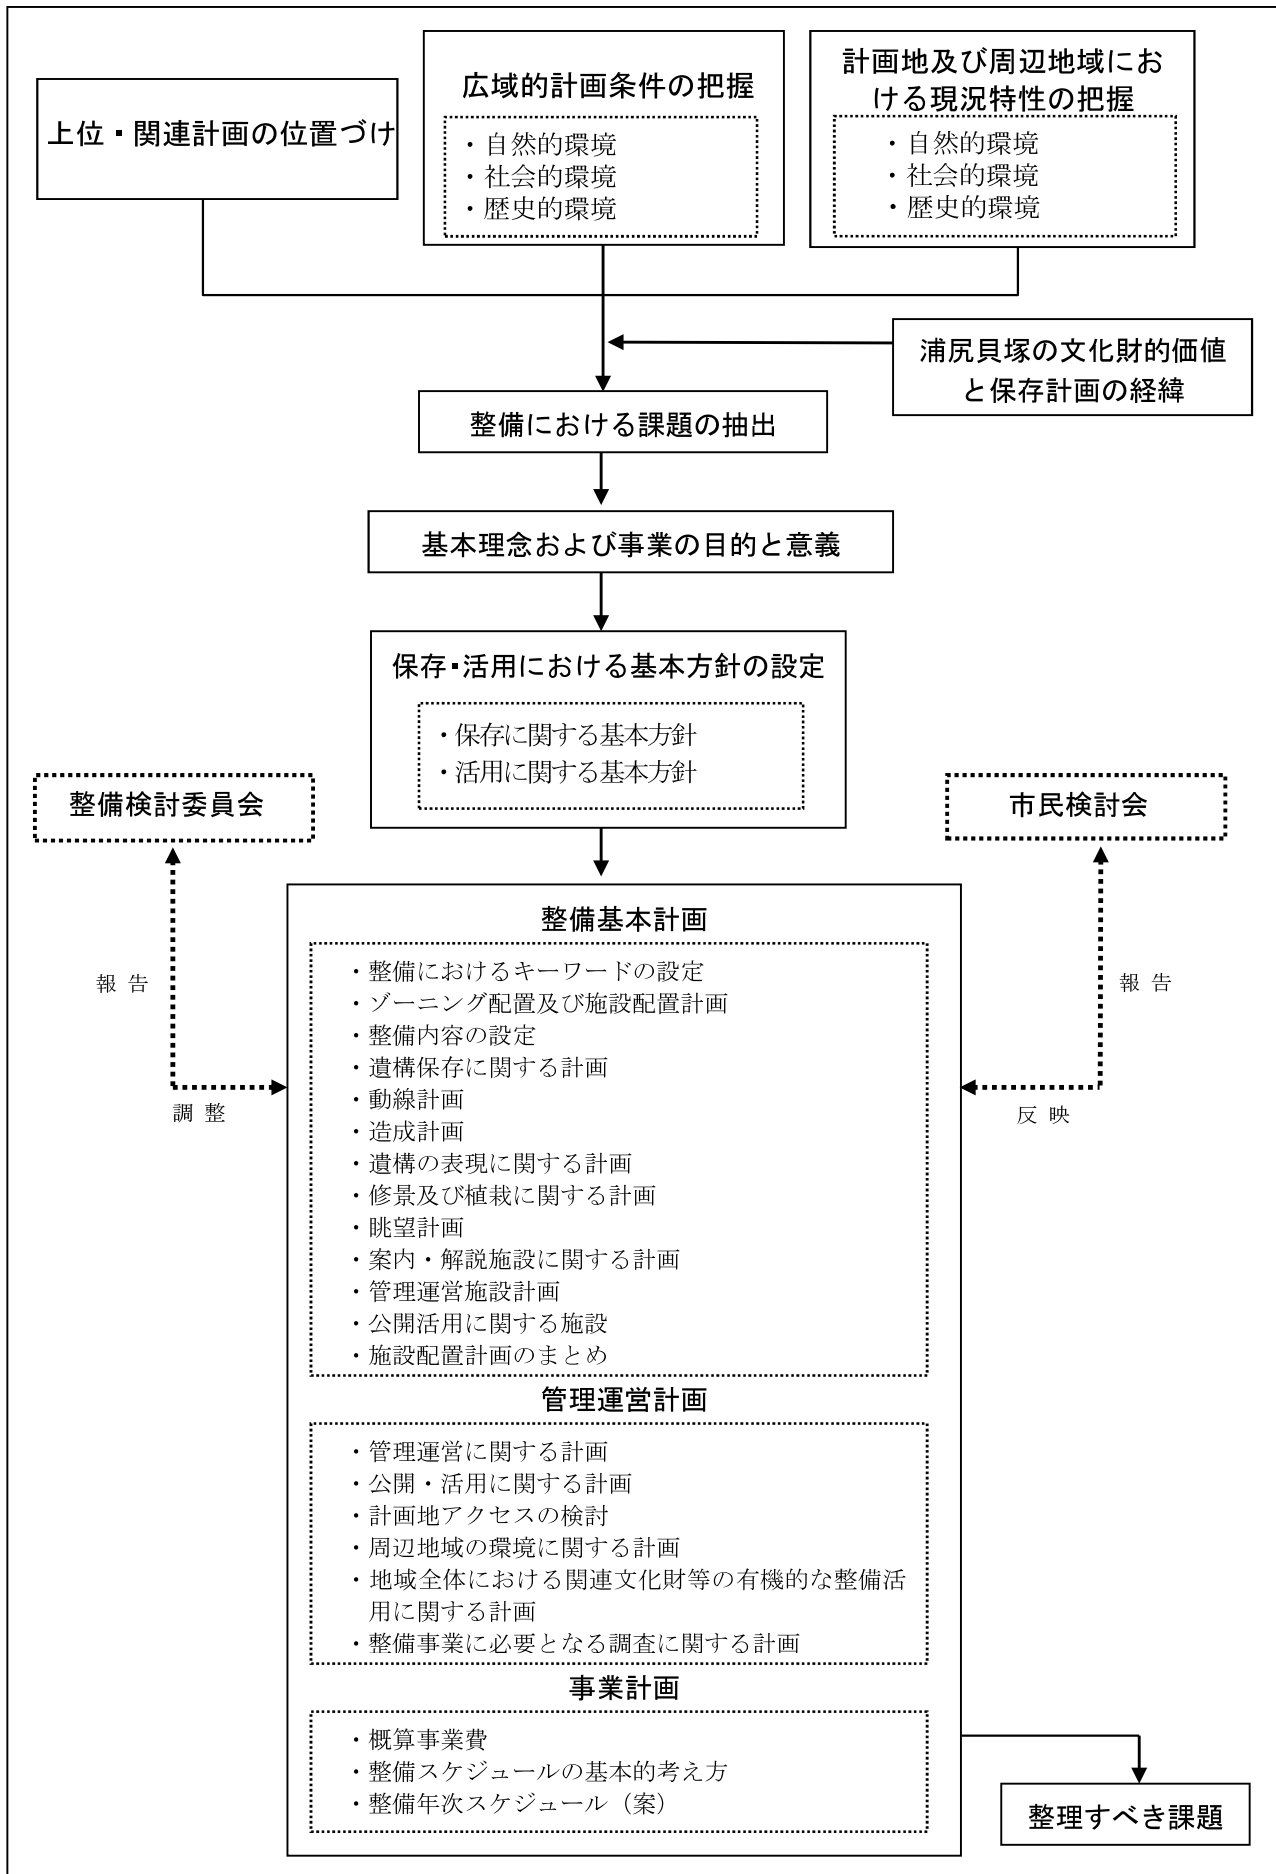 上位・関連計画の位置づけ
広域的計画条件の把握
・自然的環境
・社会的環境
・歴史的環境
計画地及び周辺地域にお
ける現況特性の把握
・自然的環境
・社会的環境
・歴史的環境
浦尻貝塚の文化財的価値
と保存計画の経緯
整備における課題の抽出
基本理念および事業の目的と意義
保存・活用における基本方針の設定
・保存に関する基本方針
・活用に関する基本方針
整備検討委員会
市民検討会
報 告
調 整
報 告
反 映
整備基本計画
・整備におけるキーワードの設定
・ゾーニング配置及び施設配置計画
・整備内容の設定
・遺構保存に関する計画
・動線計画
・造成計画
・遺構の表現に関する計画
・修景及び植栽に関する計画
・眺望計画
・案内・解説施設に関する計画
・管理運営施設計画
・公開活用に関する施設
・施設配置計画のまとめ
管理運営計画
・管理運営に関する計画
・公開・活用に関する計画
・計画地アクセスの検討
・周辺地域の環境に関する計画
・地域全体における関連文化財等の有機的な整備活
用に関する計画
・整備事業に必要となる調査に関する計画
事業計画
・概算事業費
・整備スケジュールの基本的考え方
・整備年次スケジュール（案）
整理すべき課題